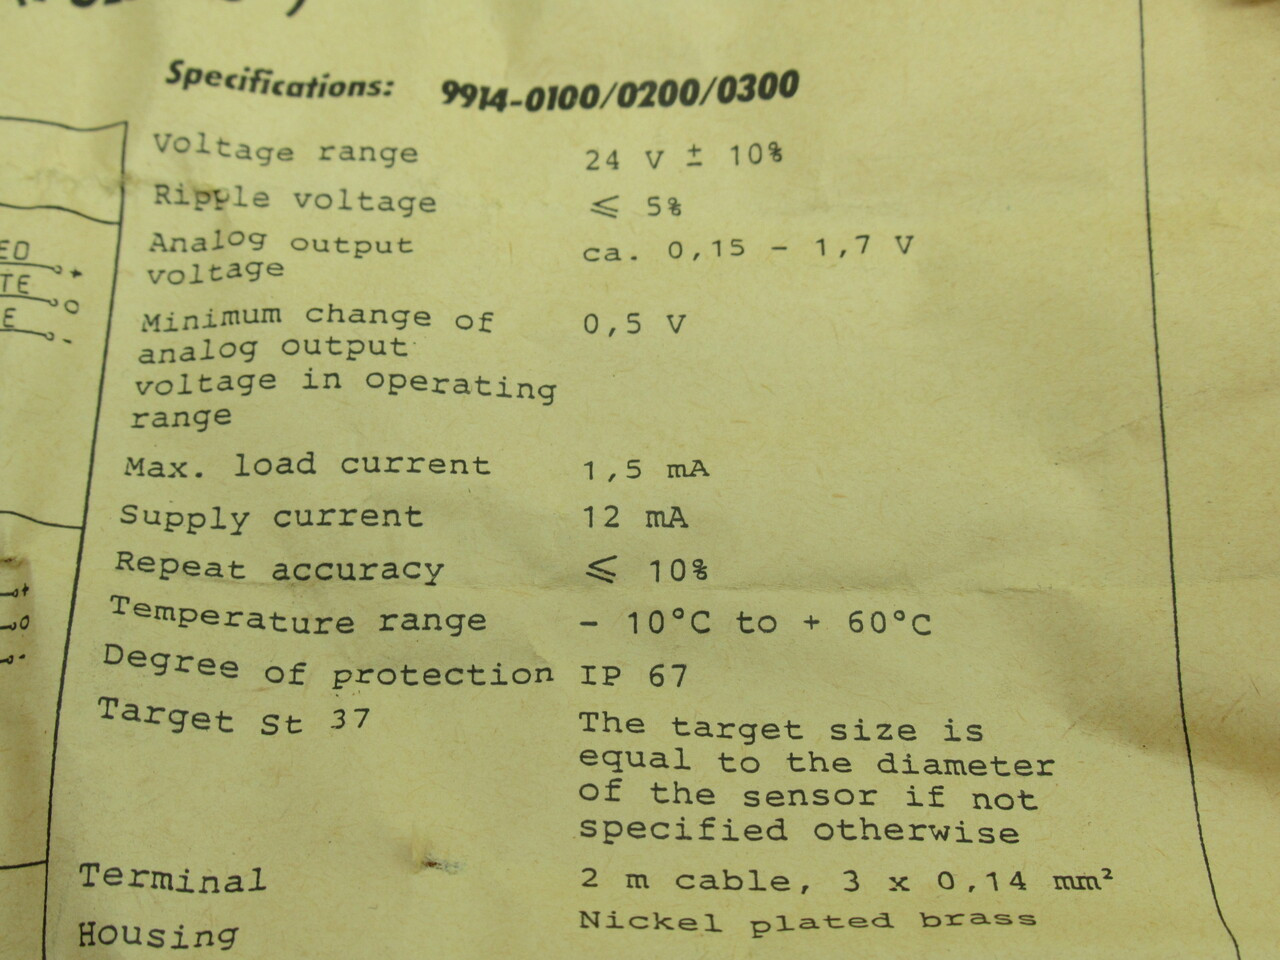 Specifications: 9914-0100/0200/0300
Voltage range 24 V ± 10%
Ripple voltage ≤ 5%
Analog output ca. 0,15 - 1,7 V
voltage
Minimum change of 0,5 V
analog output
voltage in operating
range
Max. load current 1,5 mA
Supply current 12 mA
Repeat accuracy ≤ 10%
Temperature range - 10°C to + 60°C
Degree of protection IP 67
Target St 37 The target size is
equal to the diameter
of the sensor if not
specified otherwise
Terminal 2 m cable, 3 x 0,14 mm²
Housing Nickel plated brass